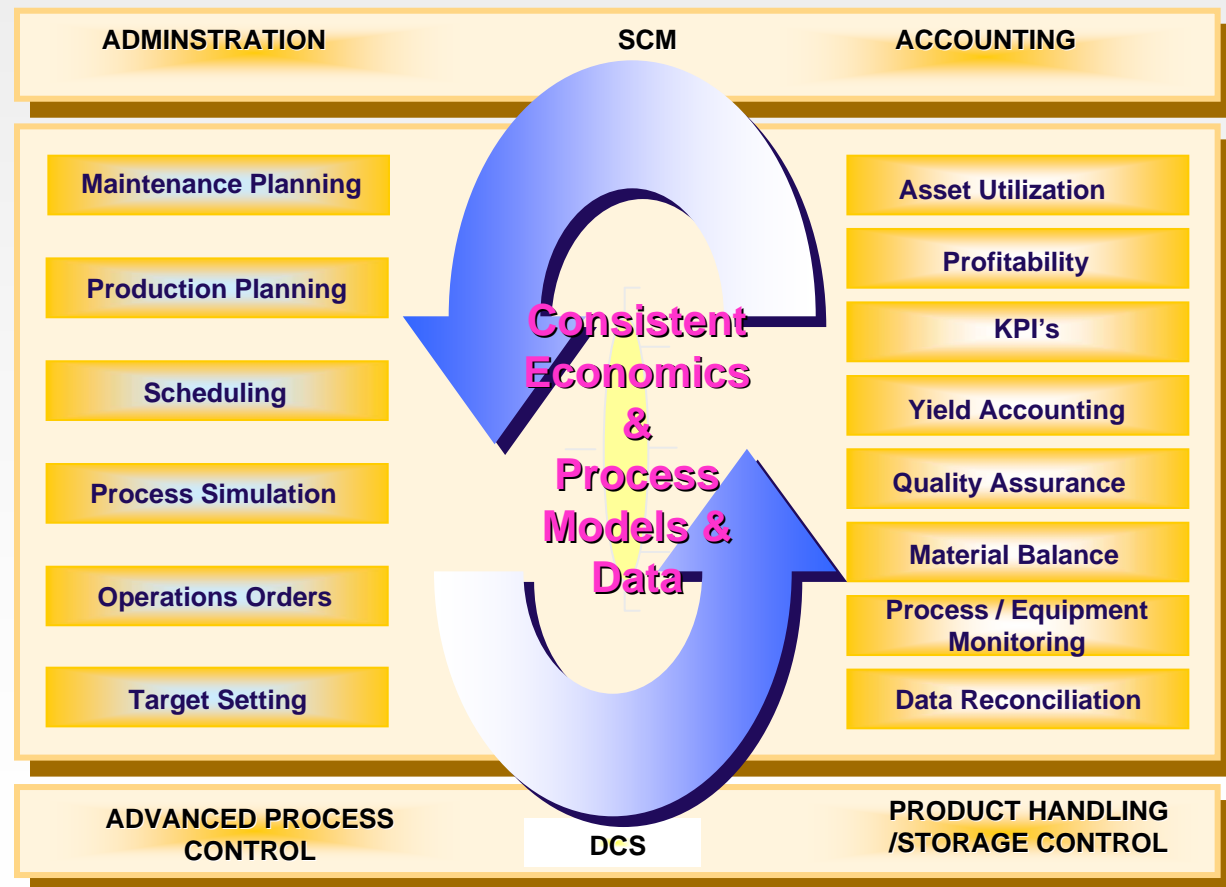 ADMINSTRATION
SCM
ACCOUNTING
Maintenance Planning
Production Planning
Scheduling
Process Simulation
Operations Orders
Target Setting
Consistent
Economics
&
Process
Models &
Data
Asset Utilization
Profitability
KPI's
Yield Accounting
Quality Assurance
Material Balance
Process / Equipment
Monitoring
Data Reconciliation
ADVANCED PROCESS
CONTROL
DCS
PRODUCT HANDLING
/STORAGE CONTROL